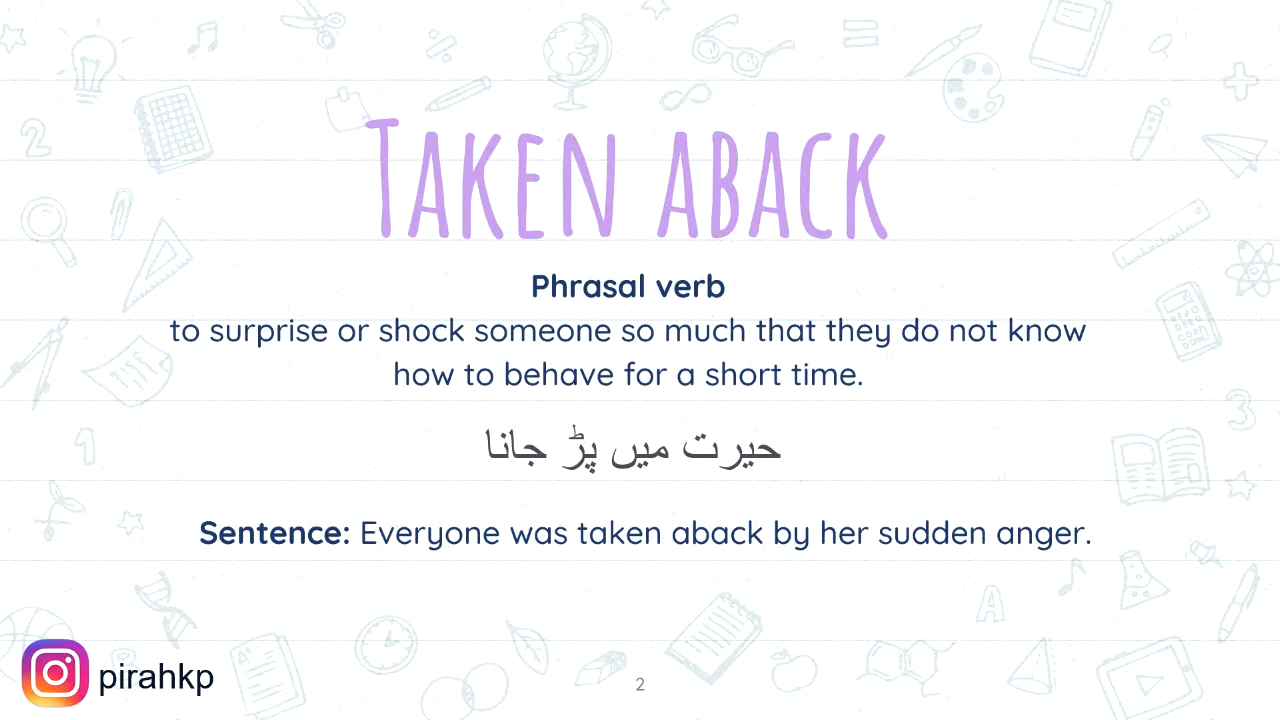 TAKEN ABACK
Phrasal verb
to surprise or shock someone so much that they do not know
how to behave for a short time.
حیرت میں پڑ جانا
Sentence: Everyone was taken aback by her sudden anger.
pirahkp
2